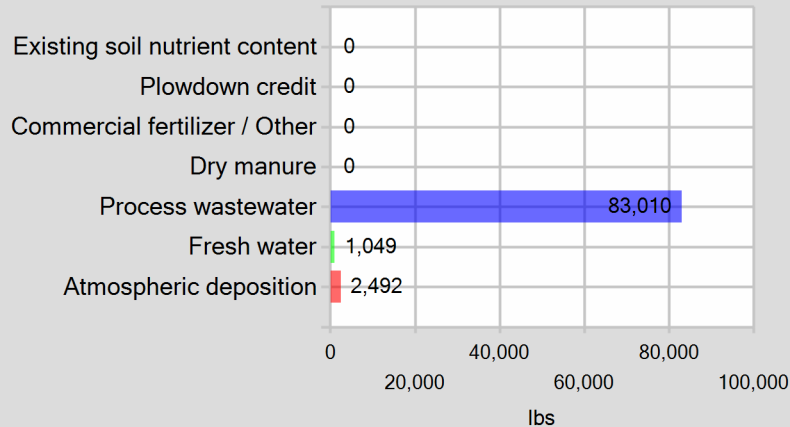 Existing soil nutrient content 0
Plowdown credit 0
Commercial fertilizer / Other 0
Dry manure 0
Process wastewater 83,010
Fresh water 1,049
Atmospheric deposition 2,492
0 40,000 80,000
20,000 60,000 100,000
lbs